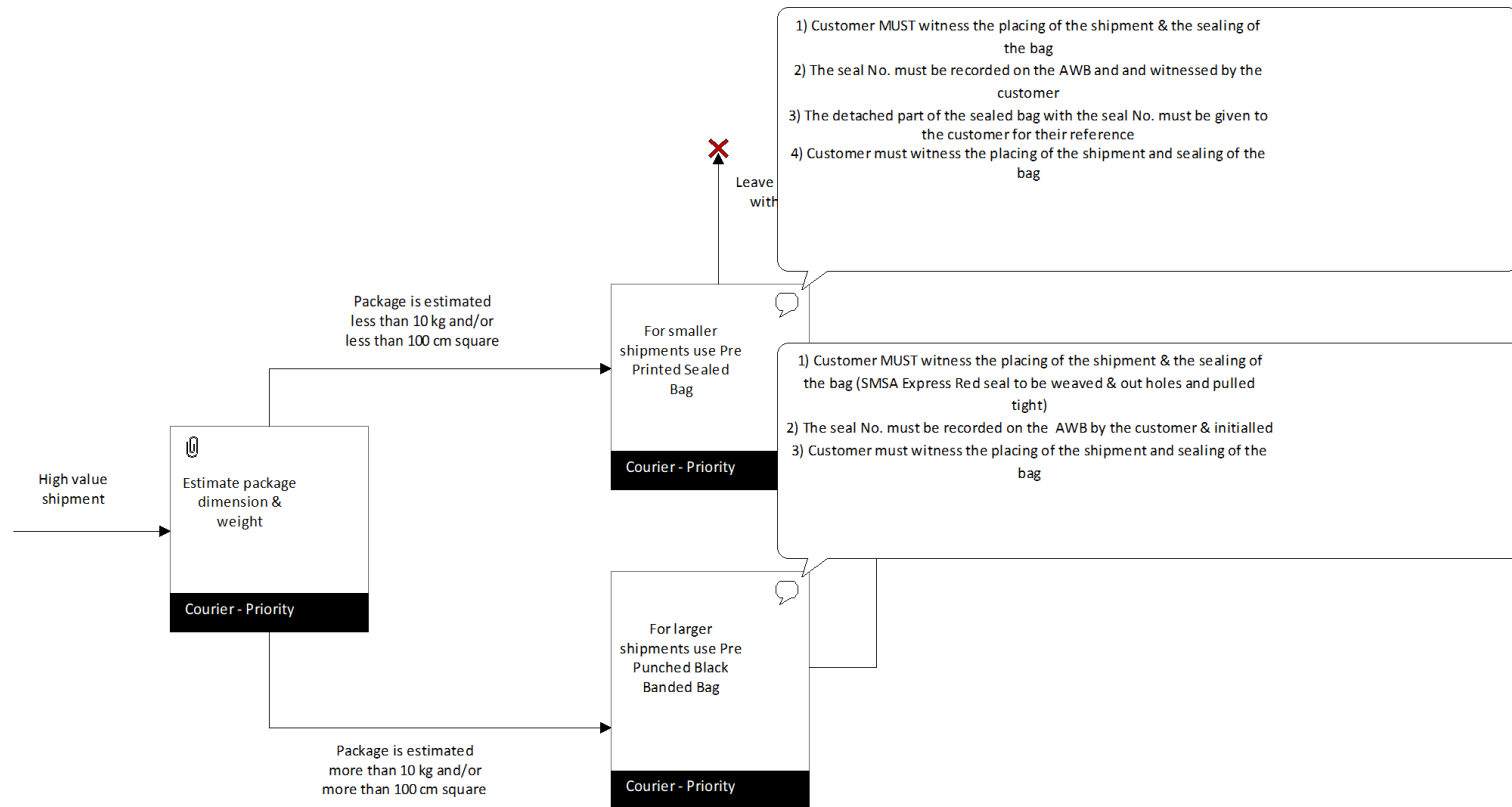 1) Customer MUST witness the placing of the shipment & the sealing of
the bag
2) The seal No. must be recorded on the AWB and and witnessed by the
customer
3) The detached part of the sealed bag with the seal No. must be given to
the customer for their reference
4) Customer must witness the placing of the shipment and sealing of the
bag
Leave
with
Package is estimated
less than 10 kg and/or
less than 100 cm square
For smaller
shipments use Pre
Printed Sealed
Bag
Courier - Priority
1) Customer MUST witness the placing of the shipment & the sealing of
the bag (SMSA Express Red seal to be weaved & out holes and pulled
tight)
2) The seal No. must be recorded on the  AWB by the customer & initialled
3) Customer must witness the placing of the shipment and sealing of the
bag
High value
shipment
Estimate package
dimension &
weight
Courier - Priority
For larger
shipments use Pre
Punched Black
Banded Bag
Courier - Priority
Package is estimated
more than 10 kg and/or
more than 100 cm square